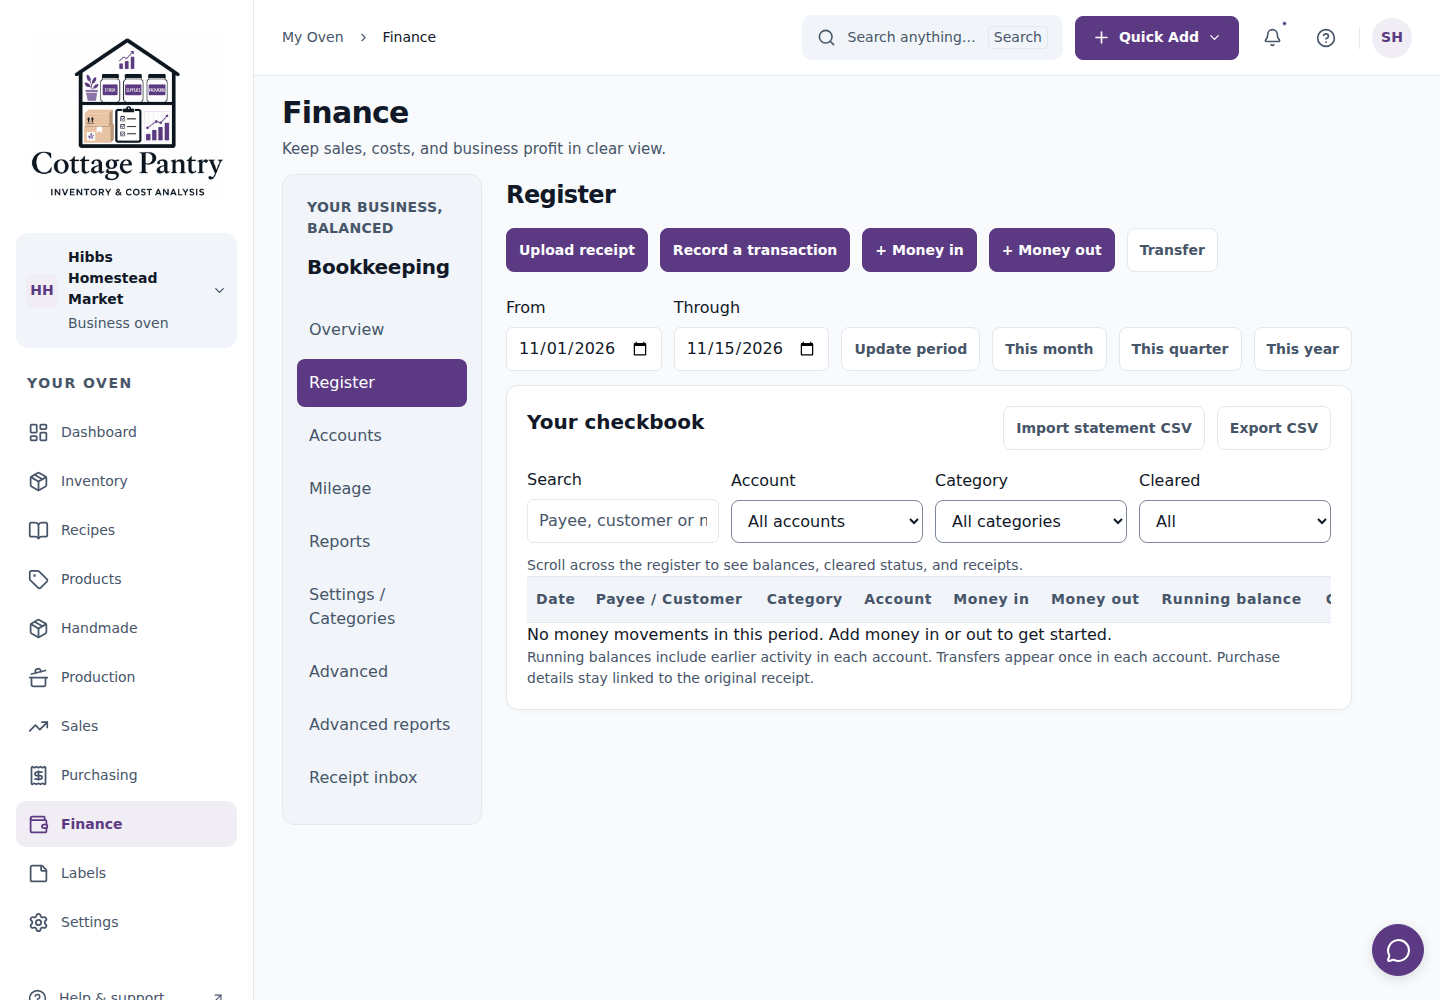 My Oven > Finance
Search anything... Search
Quick Add
SH
Cottage Pantry
INVENTORY & COST ANALYSIS
HH
Hibbs
Homestead
Market
Business oven
YOUR OVEN
Dashboard
Inventory
Recipes
Products
Handmade
Production
Sales
Purchasing
Finance
Labels
Settings
Help & support
Finance
Keep sales, costs, and business profit in clear view.
YOUR BUSINESS,
BALANCED
Bookkeeping
Overview
Register
Accounts
Mileage
Reports
Settings /
Categories
Advanced
Advanced reports
Receipt inbox
Register
Upload receipt Record a transaction + Money in + Money out Transfer
From Through
11/01/2026 11/15/2026 Update period This month This quarter This year
Your checkbook Import statement CSV Export CSV
Search Account Category Cleared
Payee, customer or n All accounts All categories All
Scroll across the register to see balances, cleared status, and receipts.
Date Payee / Customer Category Account Money in Money out Running balance
No money movements in this period. Add money in or out to get started.
Running balances include earlier activity in each account. Transfers appear once in each account. Purchase
details stay linked to the original receipt.